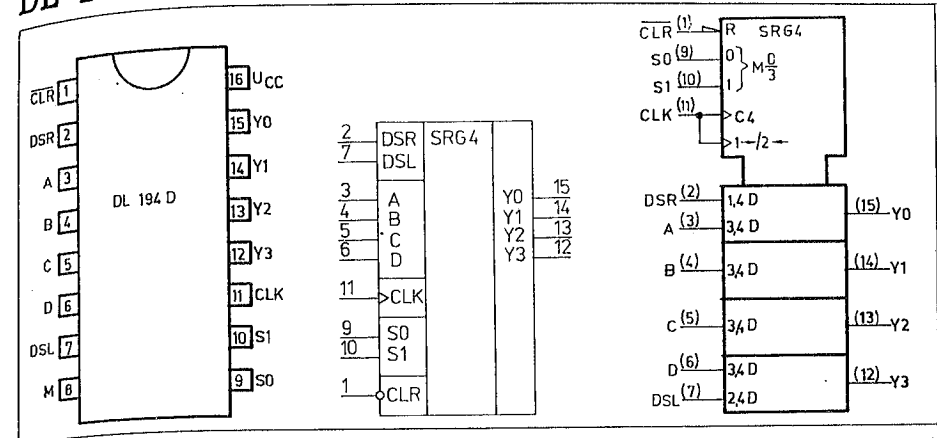 DL 194 D
C̅L̅R̅ 1
DSR 2
A 3
B 4
C 5
D 6
DSL 7
M 8
16 UCC
15 Y0
14 Y1
13 Y2
12 Y3
11 CLK
10 S1
9 S0
SRG4
2 DSR
7 DSL
3 A
4 B
5 C
6 D
11 CLK
9 S0
10 S1
1 CLR
Y0 15
Y1 14
Y2 13
Y3 12
SRG4
C̅L̅R̅ (1) R
S0 (9) 0
S1 (10) 1
M 0/3
CLK (11) C4
1→/2←
DSR (2) 1,4 D
A (3) 3,4 D
(15) Y0
B (4) 3,4 D
(14) Y1
C (5) 3,4 D
(13) Y2
D (6) 3,4 D
DSL (7) 2,4 D
(12) Y3